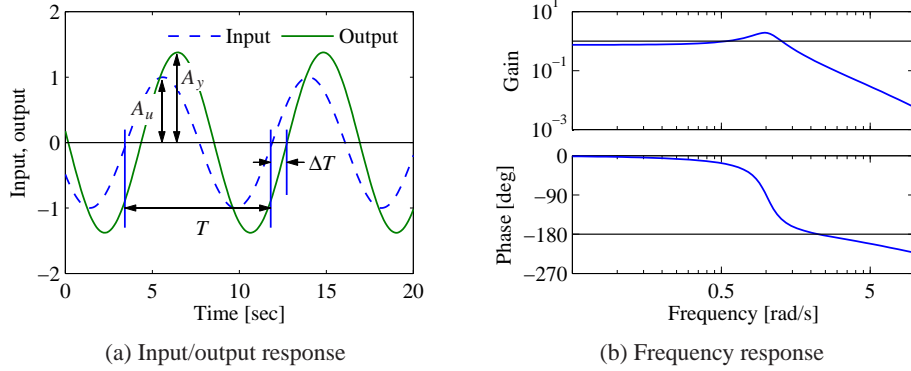 Input, output
2
1
0
−1
−2
0
5
10
15
20
Time [sec]
Input
Output
A_u
A_y
ΔT
T
(a) Input/output response
Gain
10^1
10^−1
10^−3
Phase [deg]
0
−90
−180
−270
0.5
5
Frequency [rad/s]
(b) Frequency response